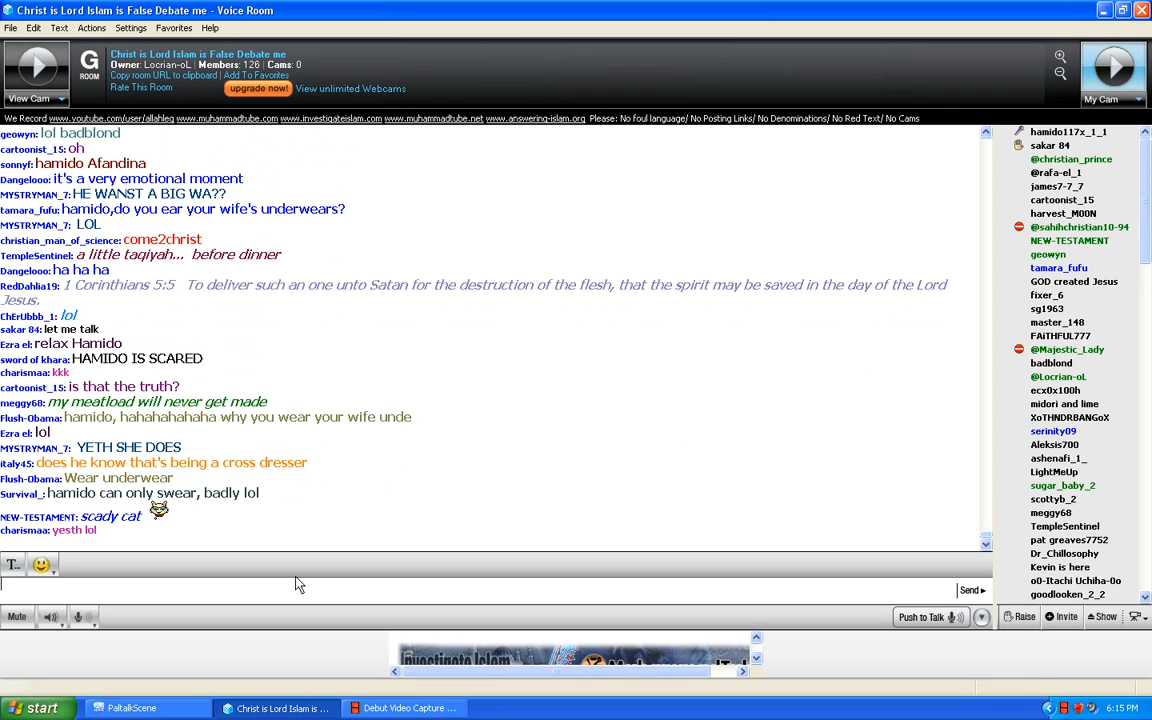 Christ is Lord Islam is False Debate me - Voice Room
File Edit Text Actions Settings Favorites Help
G
ROOM
Christ is Lord Islam is False Debate me
Owner: Locrian-oL | Members: 126 | Cams: 0
Copy room URL to clipboard | Add To Favorites
Rate This Room upgrade now! View unlimited Webcams
View Cam
My Cam
We Record www.youtube.com/user/allahleg www.muhammadtube.com www.investigateislam.com www.muhammadtube.net www.answering-islam.org Please: No foul language/ No Posting Links/ No Denominations/ No Red Text/ No Cams
geowyn: lol badblond
cartoonist_15: oh
sonnyf: hamido Afandina
Dangelooo: it's a very emotional moment
MYSTRYMAN_7: HE WANST A BIG WA??
tamara_fufu: hamido,do you ear your wife's underwears?
MYSTRYMAN_7: LOL
christian_man_of_science: come2christ
TempleSentinel: a little taqiyah... before dinner
Dangelooo: ha ha ha
RedDahlia19: 1 Corinthians 5:5 To deliver such an one unto Satan for the destruction of the flesh, that the spirit may be saved in the day of the Lord
Jesus.
ChErUbbb_1: lol
sakar 84: let me talk
Ezra el: relax Hamido
sword of khara: HAMIDO IS SCARED
charismaa: kkk
cartoonist_15: is that the truth?
meggy68: my meatload will never get made
Flush-Obama: hamido, hahahahahaha why you wear your wife unde
Ezra el: lol
MYSTRYMAN_7: YETH SHE DOES
italy45: does he know that's being a cross dresser
Flush-Obama: Wear underwear
Survival_: hamido can only swear, badly lol
NEW-TESTAMENT: scady cat
charismaa: yesth lol
hamido117x_1_1
sakar 84
@christian_prince
@rafa-el_1
james7-7_7
cartoonist_15
harvest_M00N
@sahihchristian10-94
NEW-TESTAMENT
geowyn
tamara_fufu
GOD created Jesus
fixer_6
sg1963
master_148
FAiTHFUL777
@Majestic_Lady
badblond
@Locrian-oL
ecx0x100h
midori and lime
XoTHNDRBANGoX
serinity09
Aleksis700
ashenafi_1_
LightMeUp
sugar_baby_2
scottyb_2
meggy68
TempleSentinel
pat greaves7752
Dr_Chillosophy
Kevin is here
o0-Itachi Uchiha-0o
goodlooken_2_2
T...
Send
Mute
Push to Talk
Raise Invite Show
Investigate Islam
start PaltalkScene Christ is Lord Islam is ... Debut Video Capture ... 6:15 PM